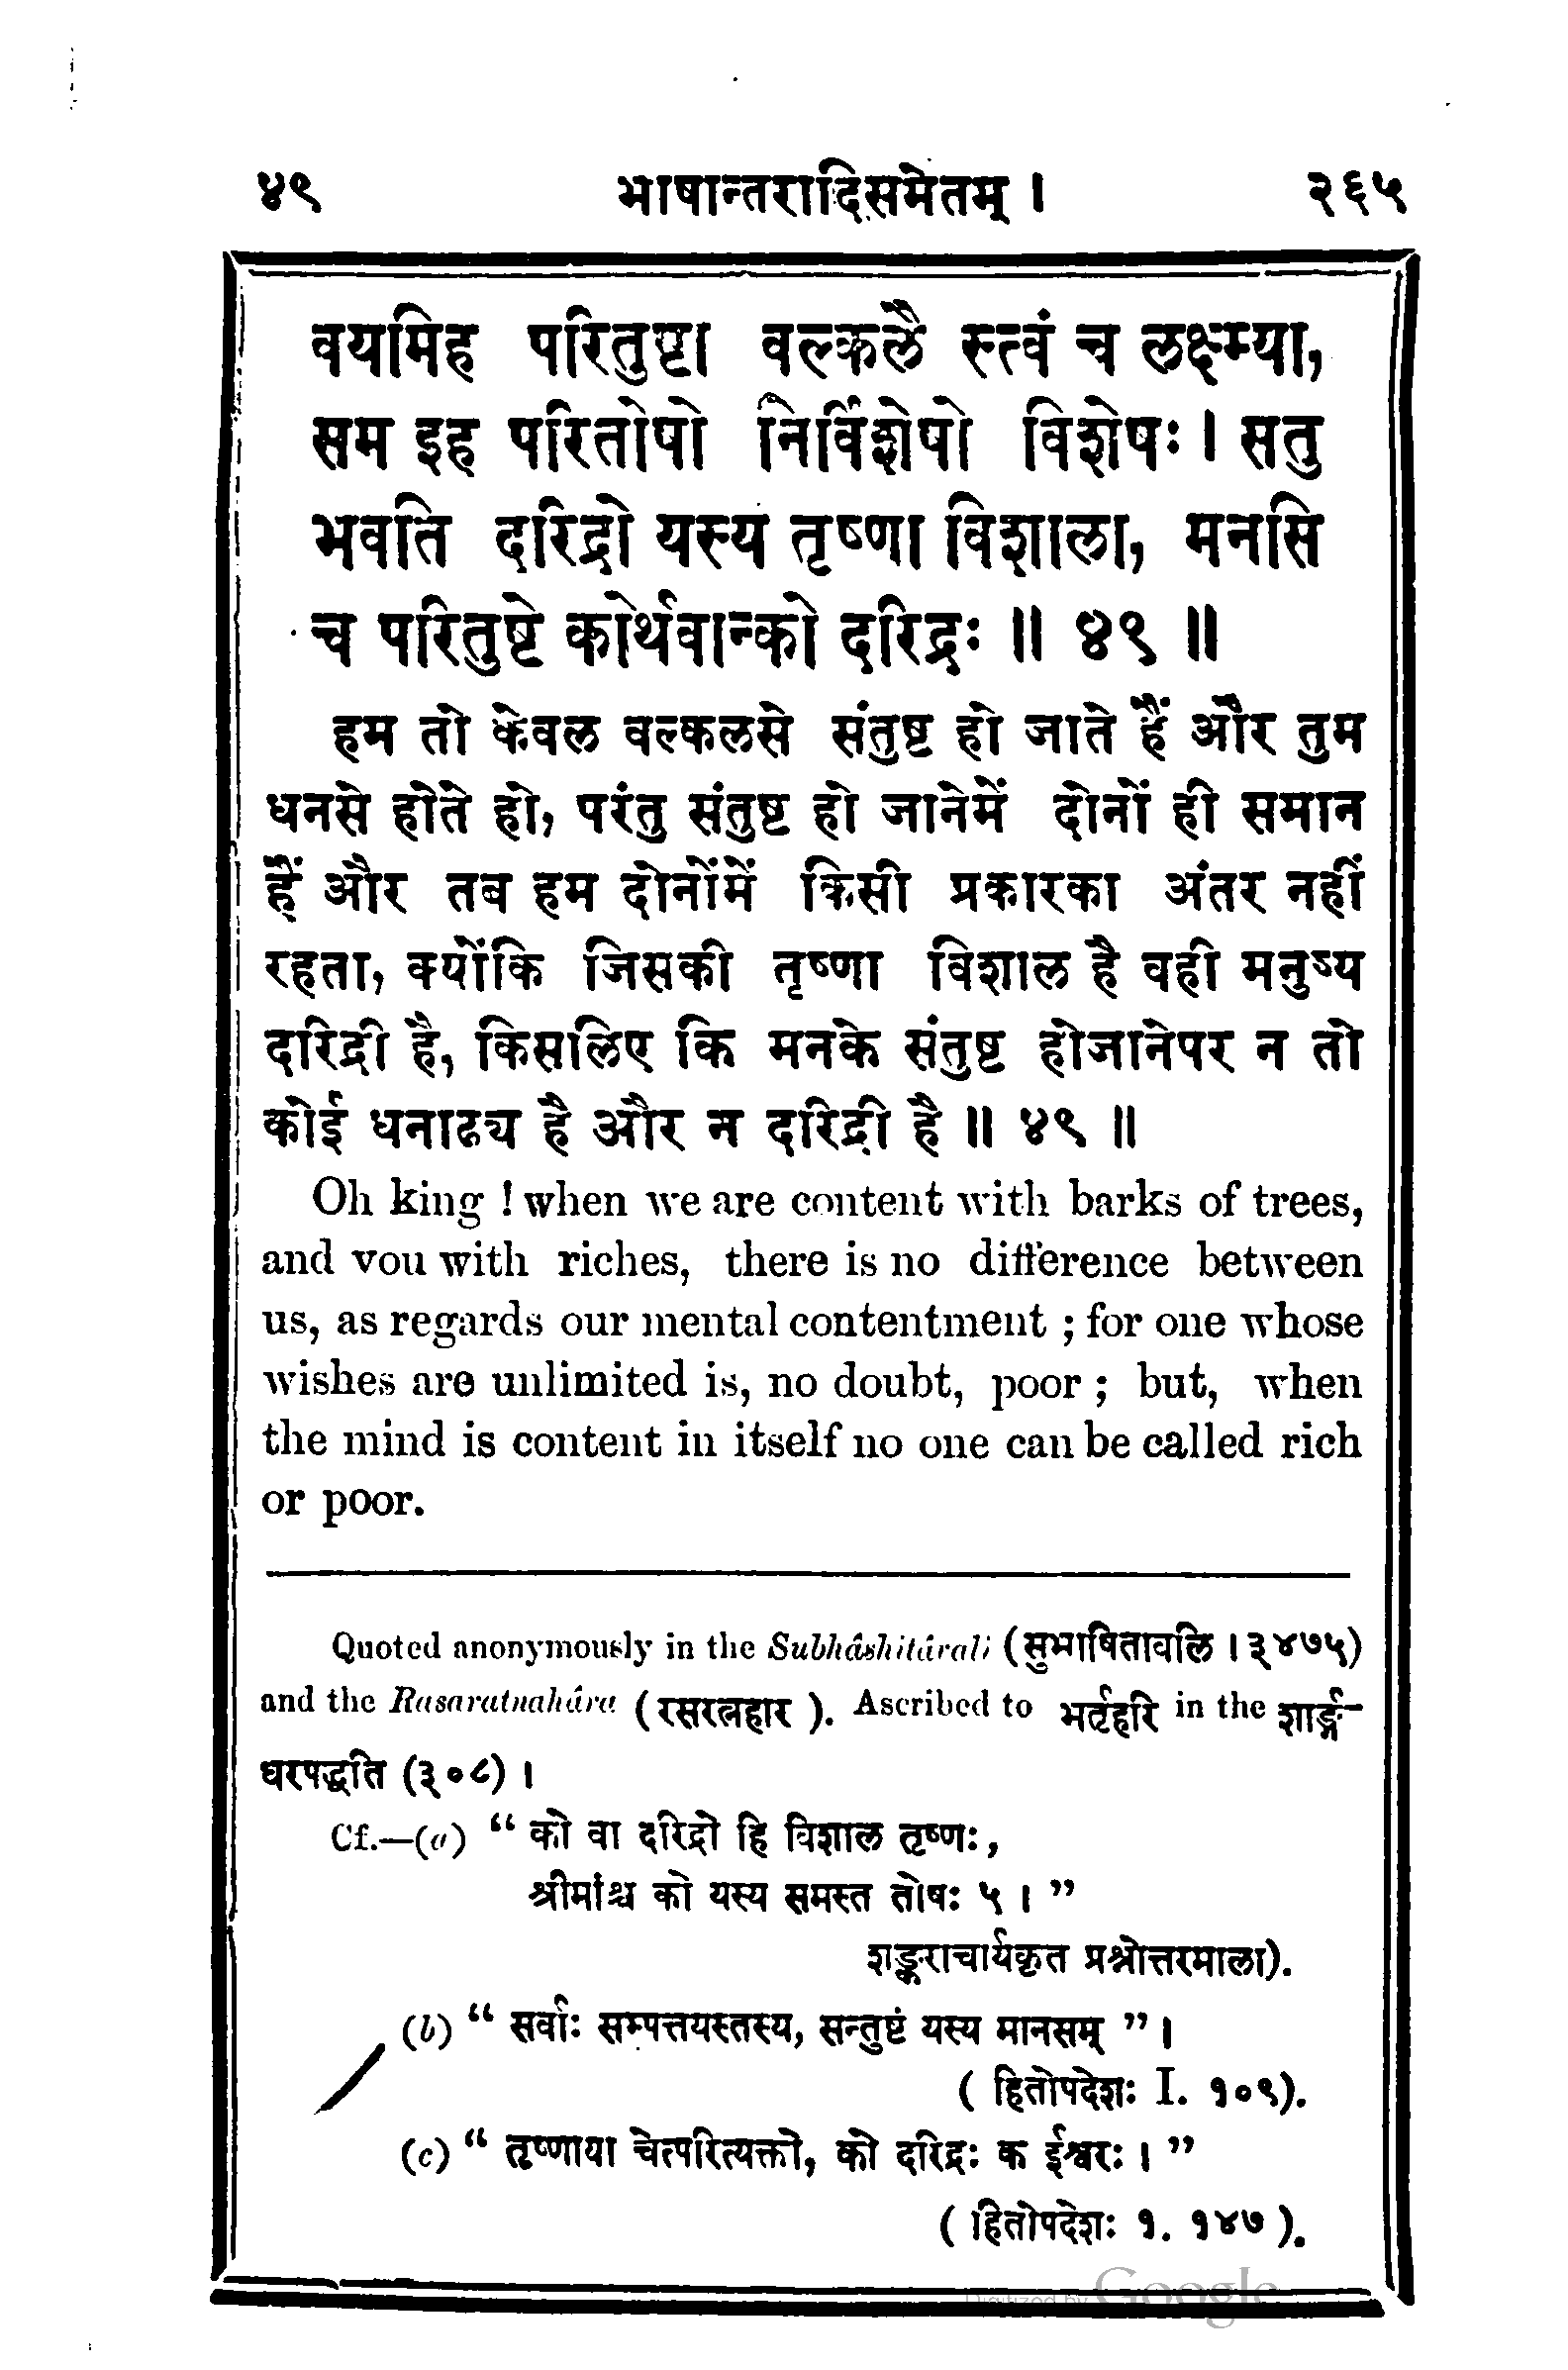 ४९ भाषान्तरादिसमेतम् । २६५
वयमिह परितुष्टा वल्कलै स्त्वं च लक्ष्म्या,
सम इह परितोषो निर्विशेषो विशेषः । सतु
भवति दरिद्रो यस्य तृष्णा विशाला, मनसि
च परितुष्टे कोर्थवान्को दरिद्रः ॥ ४९ ॥
हम तो केवल वल्कलसे संतुष्ट हो जाते हैं और तुम
धनसे होते हो, परंतु संतुष्ट हो जानेमें दोनों ही समान
हैं और तब हम दोनोंमें किसी प्रकारका अंतर नहीं
रहता, क्योंकि जिसकी तृष्णा विशाल है वही मनुष्य
दरिद्री है, किसलिए कि मनके संतुष्ट होजानेपर न तो
कोई धनाढ्य है और न दरिद्री है ॥ ४९ ॥
Oh king ! when we are content with barks of trees,
and you with riches, there is no difference between
us, as regards our mental contentment ; for one whose
wishes are unlimited is, no doubt, poor ; but, when
the mind is content in itself no one can be called rich
or poor.
Quoted anonymously in the Subhâshitâvali (सुभाषितावलि । ३४७५)
and the Rasaratnahâra ( रसरत्नहार ). Ascribed to भर्तृहरि in the शार्ङ्ग-
धरपद्धति (३०८) ।
Cf.—(a) “ को वा दरिद्रो हि विशाल तृष्णः,
श्रीमांश्च को यस्य समस्त तोषः ५ । ”
शङ्कराचार्यकृत प्रश्नोत्तरमाला).
(b) “ सर्वाः सम्पत्तयस्तस्य, सन्तुष्टं यस्य मानसम् ” ।
( हितोपदेशः I. १०९).
(c) “ तृष्णाया चेत्परित्यक्तो, को दरिद्रः क ईश्वरः । ”
( हितोपदेशः १. १४७ ).
Digitized by Google